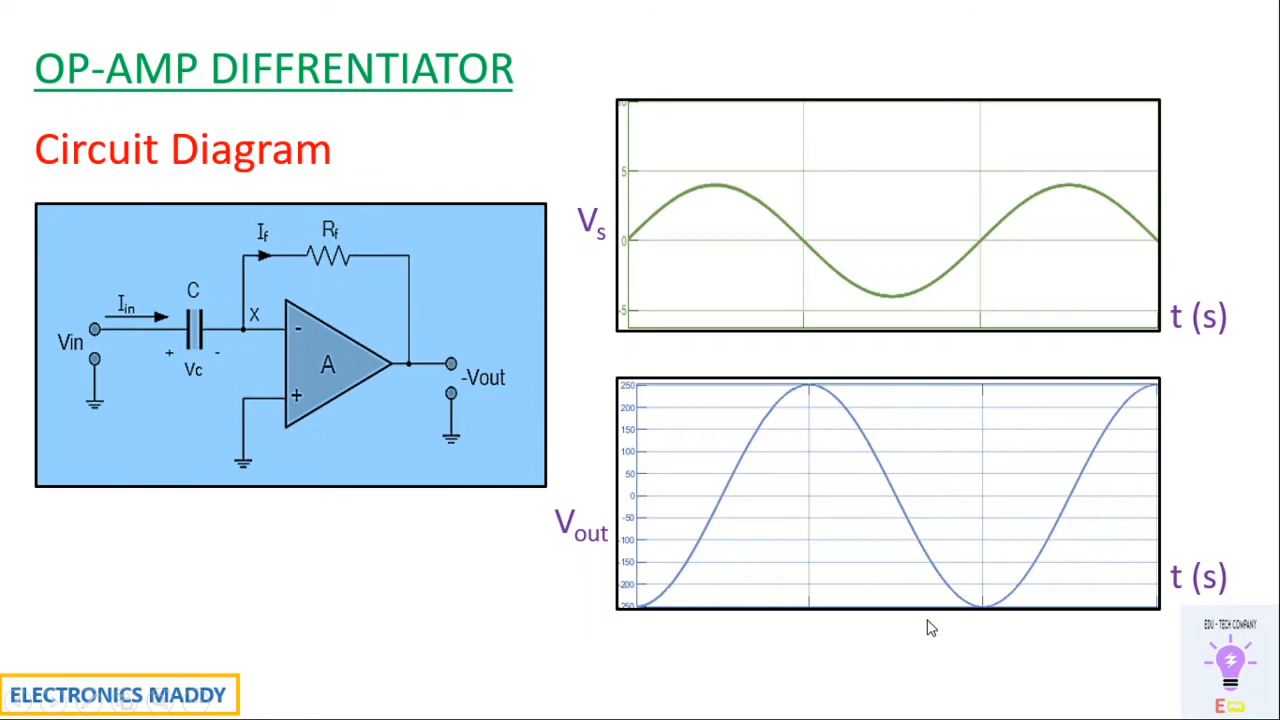 OP-AMP DIFFRENTIATOR
Circuit Diagram
If
Rf
C
Iin
X
-
Vin
+
-
A
Vc
+
-Vout
10
5
0
-5
Vs
t (s)
250
200
150
100
50
0
-50
-100
-150
-200
-250
Vout
t (s)
EDU - TECH COMPANY
E
ELECTRONICS MADDY